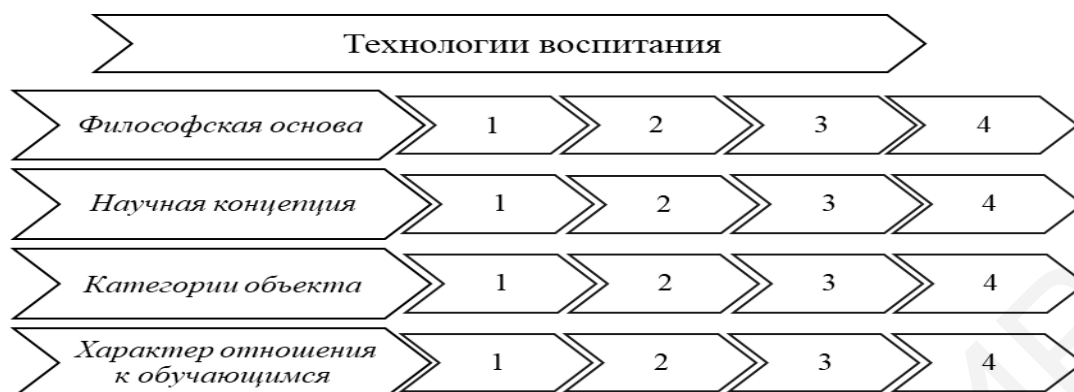 Технологии воспитания
Философская основа 1 2 3 4
Научная концепция 1 2 3 4
Категории объекта 1 2 3 4
Характер отношения
к обучающимся 1 2 3 4